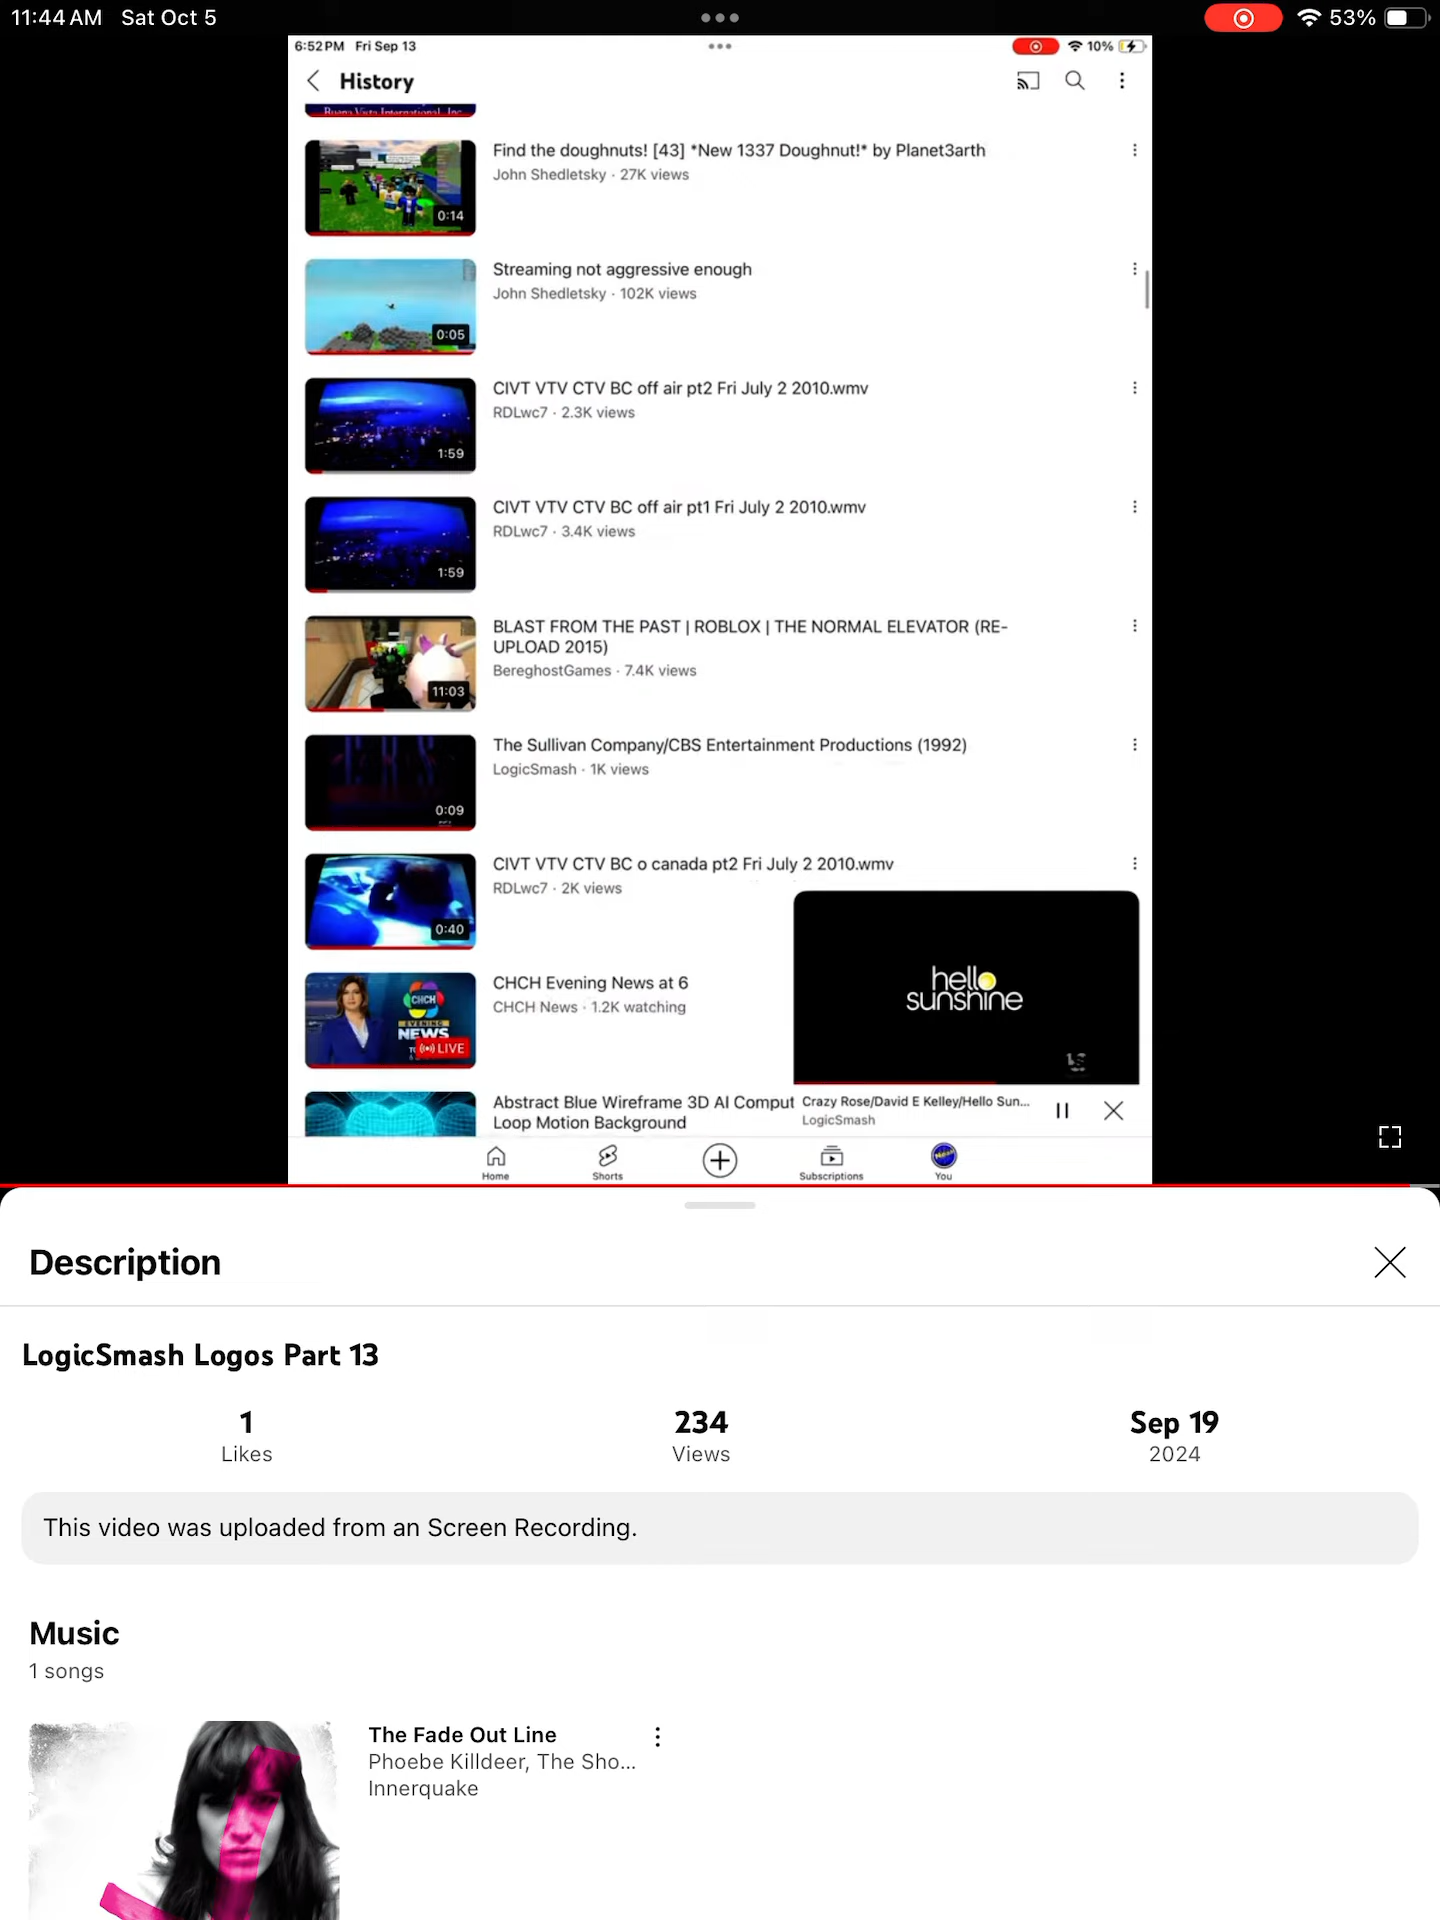 11:44 AM Sat Oct 5
53%
6:52 PM Fri Sep 13
10%
History
Buena Vista International, Inc.
Find the doughnuts! [43] *New 1337 Doughnut!* by Planet3arth
John Shedletsky · 27K views
0:14
Streaming not aggressive enough
John Shedletsky · 102K views
0:05
CIVT VTV CTV BC off air pt2 Fri July 2 2010.wmv
RDLwc7 · 2.3K views
1:59
CIVT VTV CTV BC off air pt1 Fri July 2 2010.wmv
RDLwc7 · 3.4K views
1:59
BLAST FROM THE PAST | ROBLOX | THE NORMAL ELEVATOR (RE-
UPLOAD 2015)
BereghostGames · 7.4K views
11:03
The Sullivan Company/CBS Entertainment Productions (1992)
LogicSmash · 1K views
0:09
CIVT VTV CTV BC o canada pt2 Fri July 2 2010.wmv
RDLwc7 · 2K views
0:40
hello
sunshine
CHCH Evening News at 6
CHCH News · 1.2K watching
CHCH
EVENING
NEWS
LIVE
Abstract Blue Wireframe 3D AI Comput
Loop Motion Background
Crazy Rose/David E Kelley/Hello Sun...
LogicSmash
Home
Shorts
Subscriptions
You
Description
LogicSmash Logos Part 13
1
Likes
234
Views
Sep 19
2024
This video was uploaded from an Screen Recording.
Music
1 songs
The Fade Out Line
Phoebe Killdeer, The Sho...
Innerquake